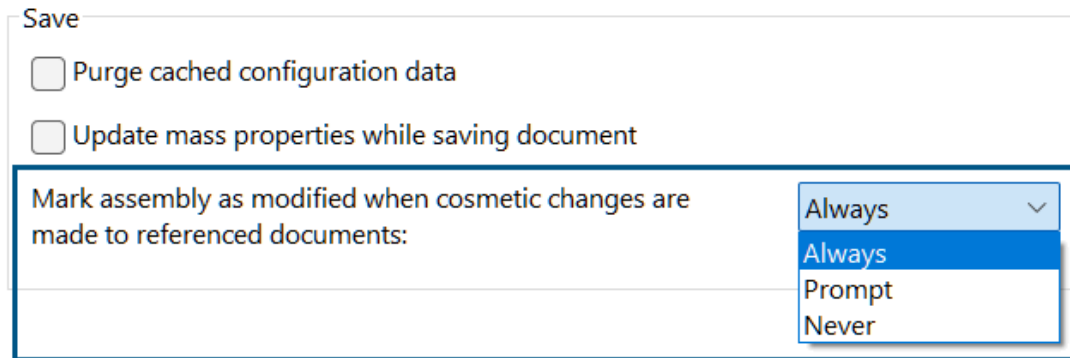 Save
Purge cached configuration data
Update mass properties while saving document
Mark assembly as modified when cosmetic changes are
made to referenced documents:
Always
Always
Prompt
Never